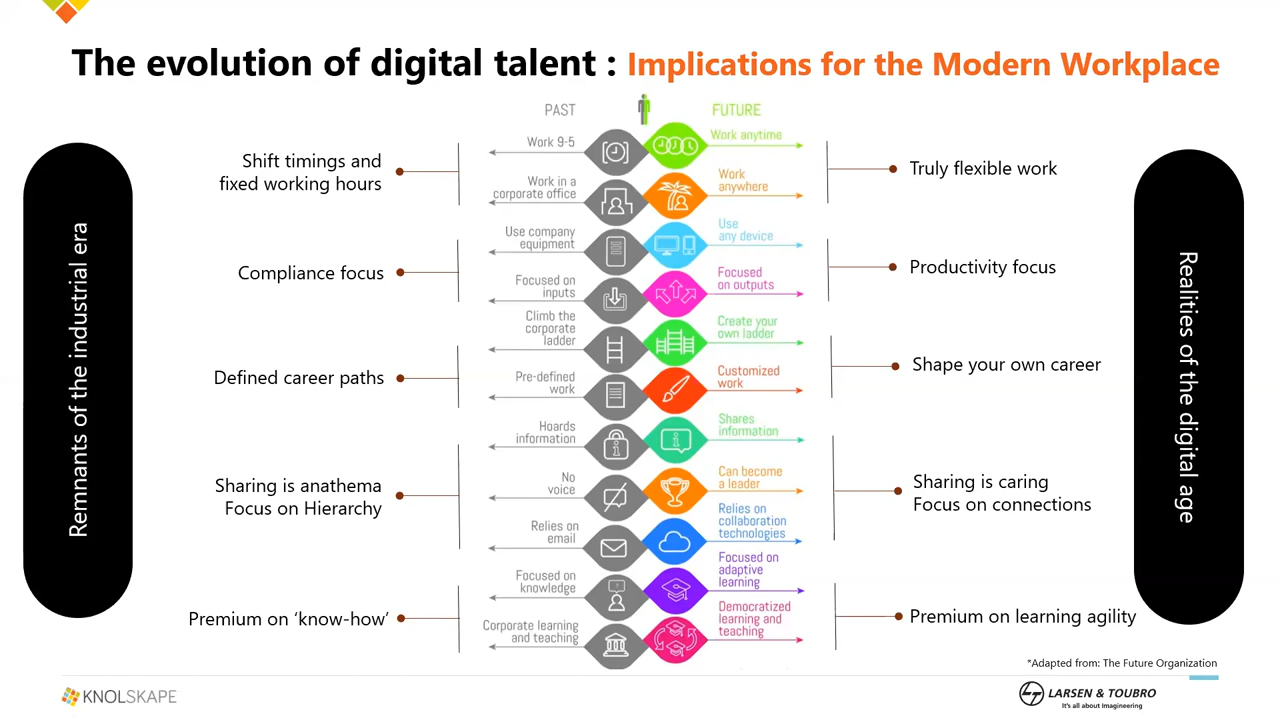 The evolution of digital talent : Implications for the Modern Workplace
PAST
FUTURE
Remnants of the industrial era
Shift timings and
fixed working hours
Compliance focus
Defined career paths
Sharing is anathema
Focus on Hierarchy
Premium on ‘know-how’
Work 9-5
Work in a
corporate office
Use company
equipment
Focused on
inputs
Climb the
corporate
ladder
Pre-defined
work
Hoards
information
No
voice
Relies on
email
Focused on
knowledge
Corporate learning
and teaching
Work anytime
Work
anywhere
Use
any device
Focused
on outputs
Create your
own ladder
Customized
work
Shares
information
Can become
a leader
Relies on
collaboration
technologies
Focused on
adaptive
learning
Democratized
learning and
teaching
Truly flexible work
Productivity focus
Shape your own career
Sharing is caring
Focus on connections
Premium on learning agility
Realities of the digital age
*Adapted from: The Future Organization
KNOLSKAPE
LARSEN & TOUBRO
It's all about Imagineering